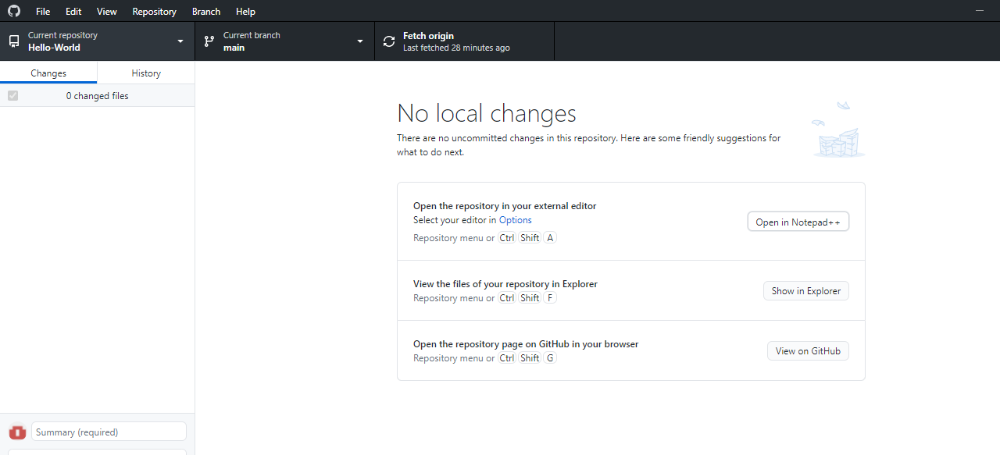 File Edit View Repository Branch Help
Current repository
Hello-World
Current branch
main
Fetch origin
Last fetched 28 minutes ago
Changes
History
0 changed files
No local changes
There are no uncommitted changes in this repository. Here are some friendly suggestions for
what to do next.
Open the repository in your external editor
Select your editor in Options
Repository menu or Ctrl Shift A
Open in Notepad++
View the files of your repository in Explorer
Repository menu or Ctrl Shift F
Show in Explorer
Open the repository page on GitHub in your browser
Repository menu or Ctrl Shift G
View on GitHub
Summary (required)